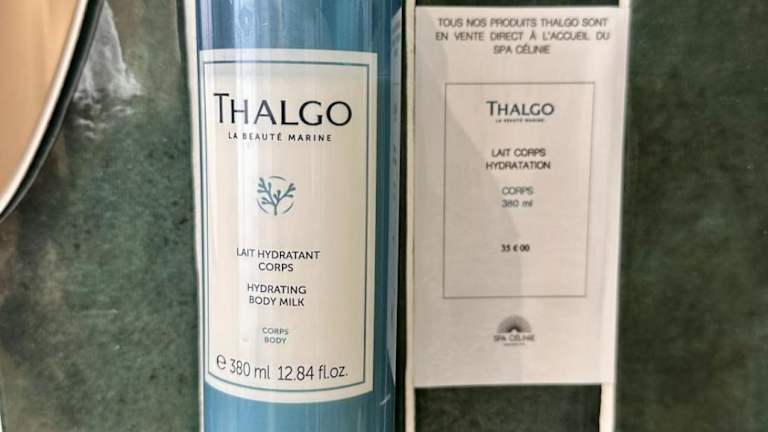 THALGO
LA BEAUTÉ MARINE
LAIT HYDRATANT
CORPS
HYDRATING
BODY MILK
CORPS
BODY
℮ 380 ml 12.84 fl.oz.
TOUS NOS PRODUITS THALGO SONT
EN VENTE DIRECT À L'ACCUEIL DU
SPA CÉLINIE
THALGO
LA BEAUTÉ MARINE
LAIT CORPS
HYDRATATION
CORPS
380 ml
35 € 00
SPA CÉLINIE